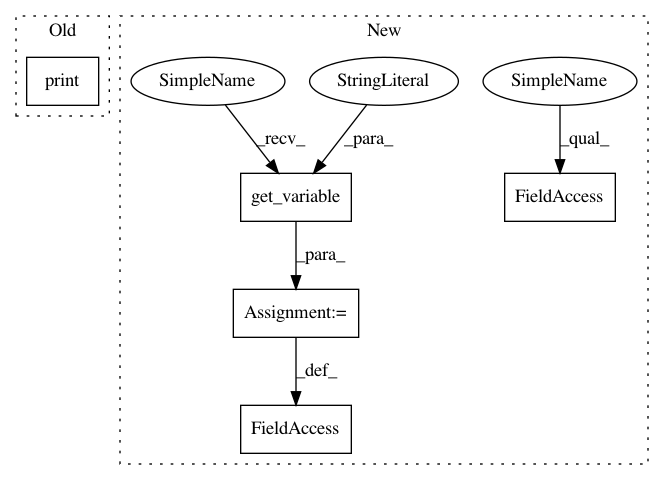 Old
New
print
SimpleName
StringLiteral
SimpleName
_recv_
_para_
_qual_
get_variable
FieldAccess
_para_
Assignment:=
_def_
FieldAccess